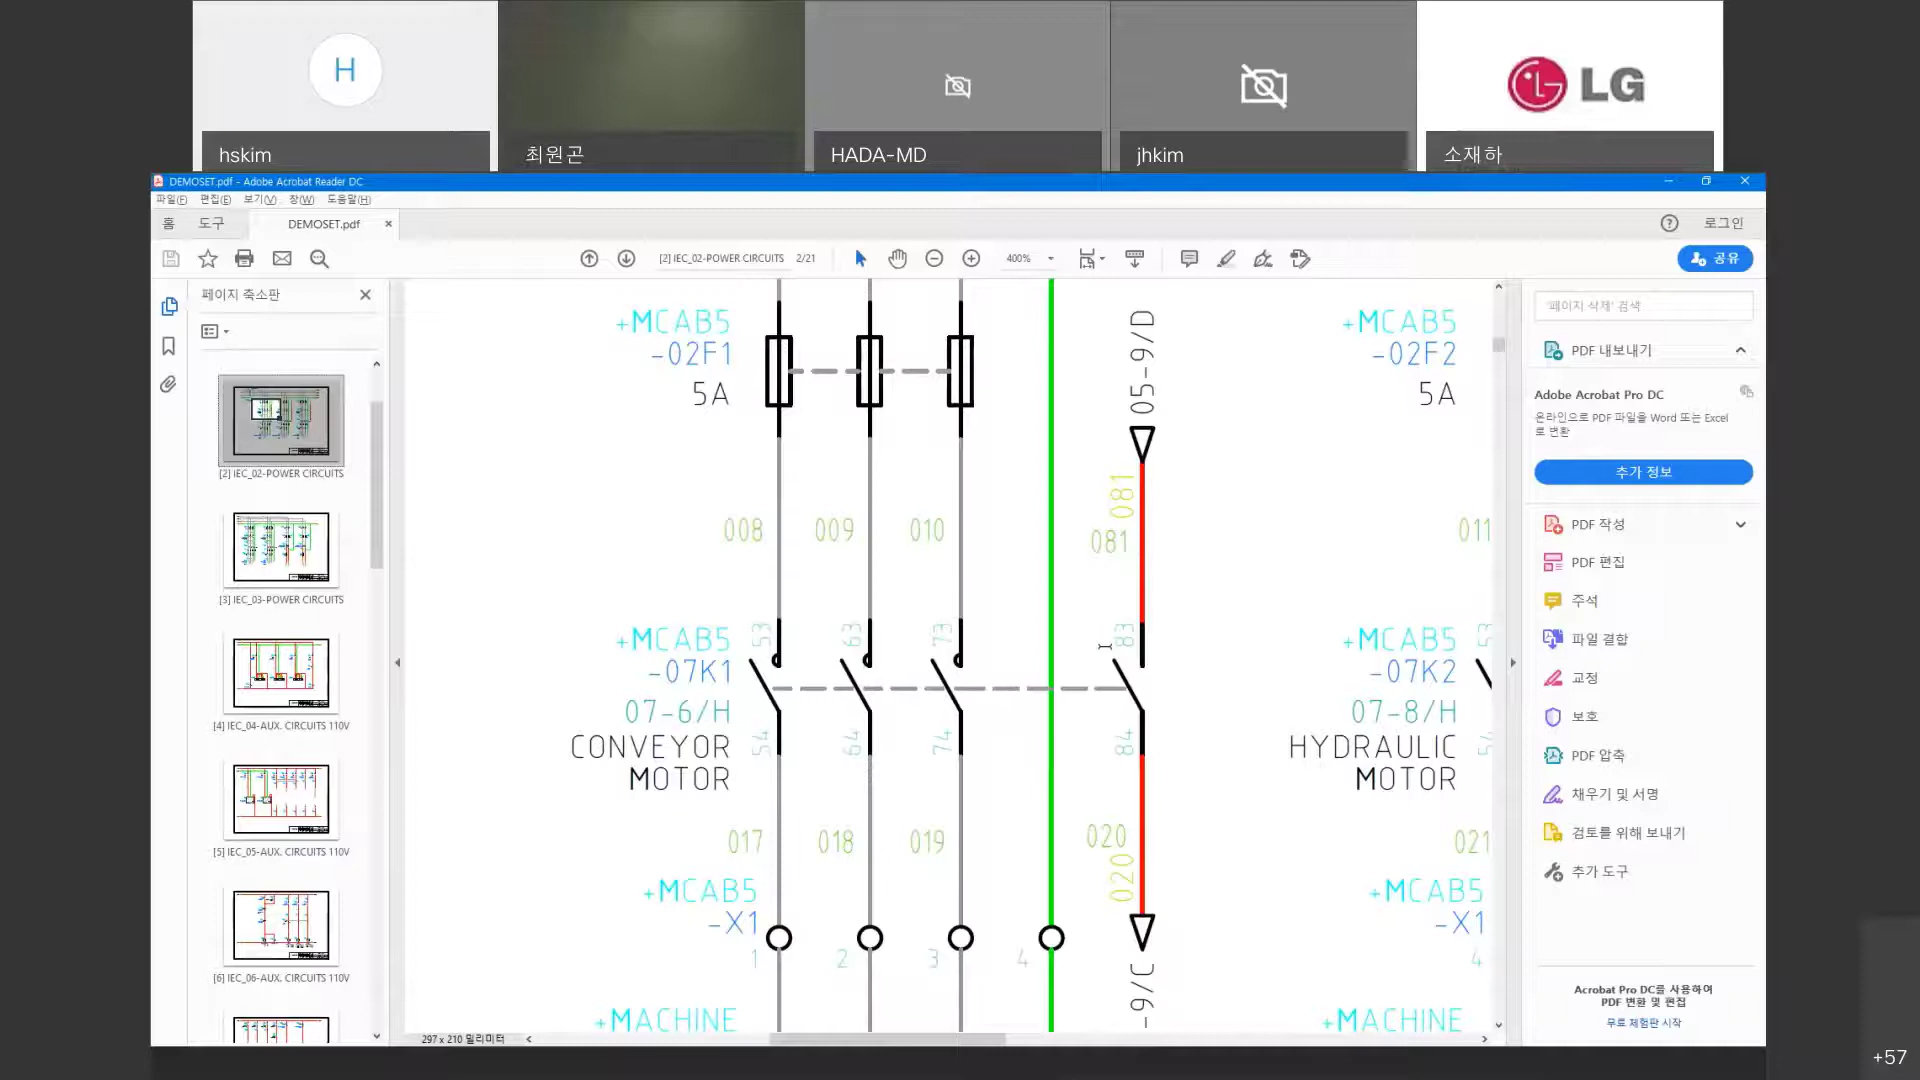 H
LG
hskim
최원곤
HADA-MD
jhkim
소재하
DEMOSET.pdf - Adobe Acrobat Reader DC
파일(F) 편집(E) 보기(V) 창(W) 도움말(H)
홈 도구 DEMOSET.pdf
로그인
[2] IEC_02-POWER CIRCUITS 2/21
400%
공유
페이지 축소판
[2] IEC_02-POWER CIRCUITS
[3] IEC_03-POWER CIRCUITS
[4] IEC_04-AUX. CIRCUITS 110V
[5] IEC_05-AUX. CIRCUITS 110V
[6] IEC_06-AUX. CIRCUITS 110V
+MCAB5
-02F1
5A
05-9/D
+MCAB5
-02F2
5A
008 009 010
081
081
011
+MCAB5
-07K1
07-6/H
CONVEYOR
MOTOR
53 63 73 83
54 64 74 84
+MCAB5
-07K2
07-8/H
HYDRAULIC
MOTOR
53
54
017 018 019
020
020
021
+MCAB5
-X1
1 2 3 4
+MCAB5
-X1
4
-9/C
+MACHINE
+MACHINE
297 x 210 밀리미터
'페이지 삭제' 검색
PDF 내보내기
Adobe Acrobat Pro DC
온라인으로 PDF 파일을 Word 또는 Excel
로 변환
추가 정보
PDF 작성
PDF 편집
주석
파일 결합
교정
보호
PDF 압축
채우기 및 서명
검토를 위해 보내기
추가 도구
Acrobat Pro DC를 사용하여
PDF 변환 및 편집
무료 체험판 시작
+57